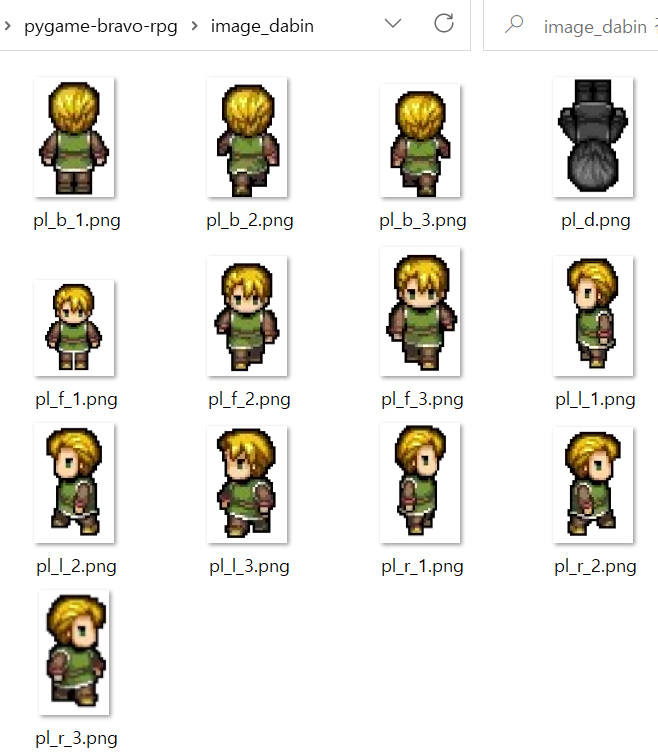 pygame-bravo-rpg > image_dabin
image_dabin
pl_b_1.png
pl_b_2.png
pl_b_3.png
pl_d.png
pl_f_1.png
pl_f_2.png
pl_f_3.png
pl_l_1.png
pl_l_2.png
pl_l_3.png
pl_r_1.png
pl_r_2.png
pl_r_3.png